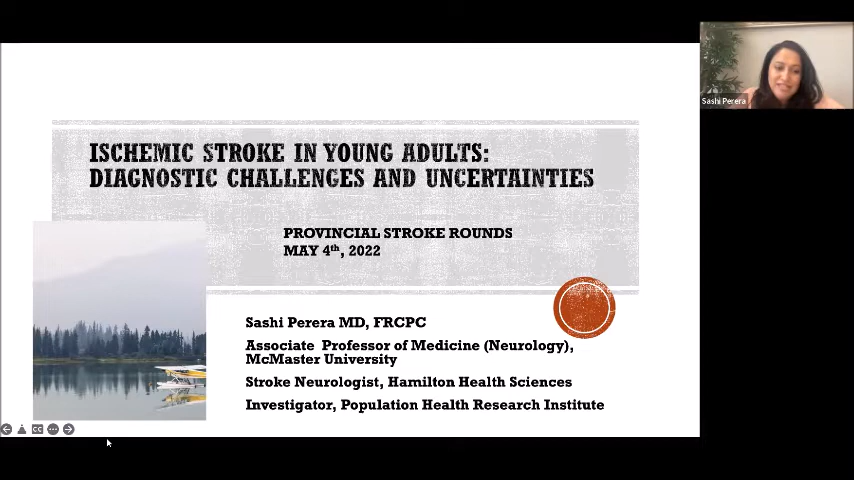 Sashi Perera
ISCHEMIC STROKE IN YOUNG ADULTS:
DIAGNOSTIC CHALLENGES AND UNCERTAINTIES
PROVINCIAL STROKE ROUNDS
MAY 4th, 2022
Sashi Perera MD, FRCPC
Associate Professor of Medicine (Neurology),
McMaster University
Stroke Neurologist, Hamilton Health Sciences
Investigator, Population Health Research Institute
CC